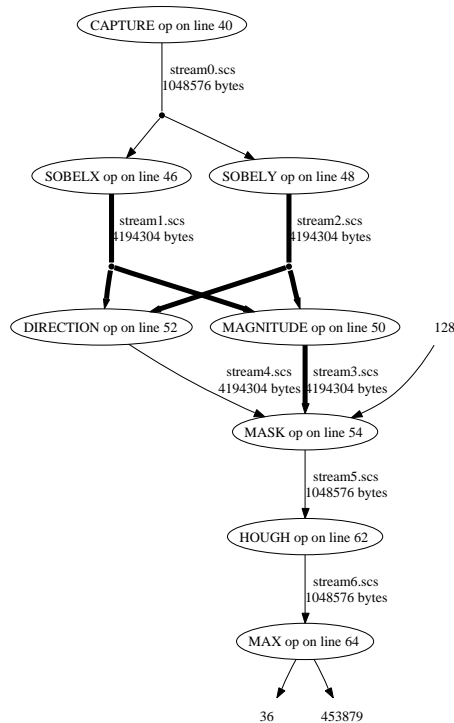 CAPTURE op on line 40
stream0.scs
1048576 bytes
SOBELX op on line 46
SOBELY op on line 48
stream1.scs
4194304 bytes
stream2.scs
4194304 bytes
DIRECTION op on line 52
MAGNITUDE op on line 50
128
stream4.scs
4194304 bytes
stream3.scs
4194304 bytes
MASK op on line 54
stream5.scs
1048576 bytes
HOUGH op on line 62
stream6.scs
1048576 bytes
MAX op on line 64
36
453879